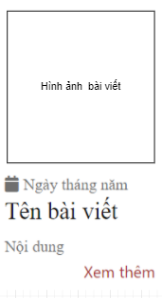 Hình ảnh bài viết
Ngày tháng năm
Tên bài viết
Nội dung
Xem thêm